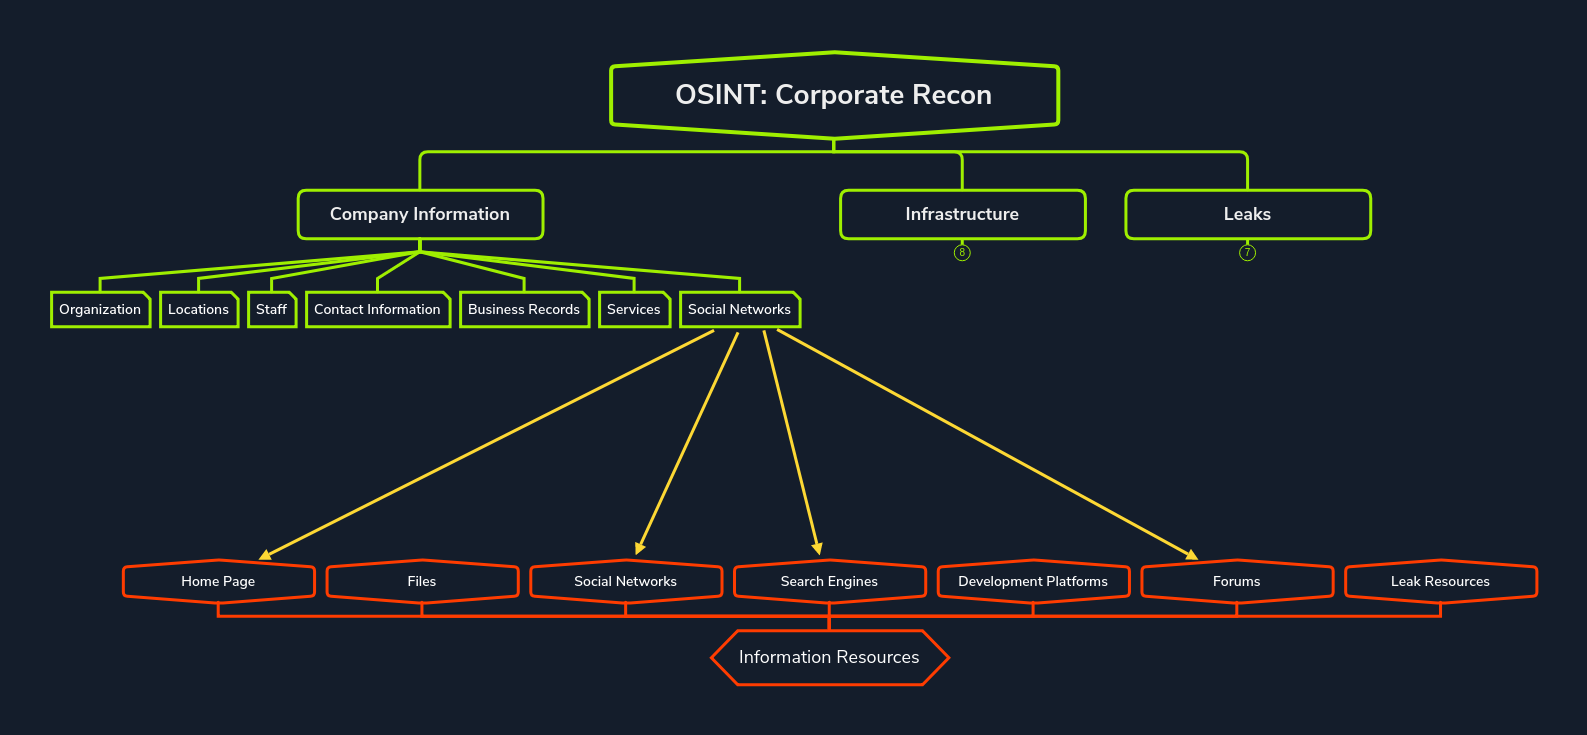 OSINT: Corporate Recon
Company Information
Infrastructure
Leaks
8
7
Organization
Locations
Staff
Contact Information
Business Records
Services
Social Networks
Home Page
Files
Social Networks
Search Engines
Development Platforms
Forums
Leak Resources
Information Resources